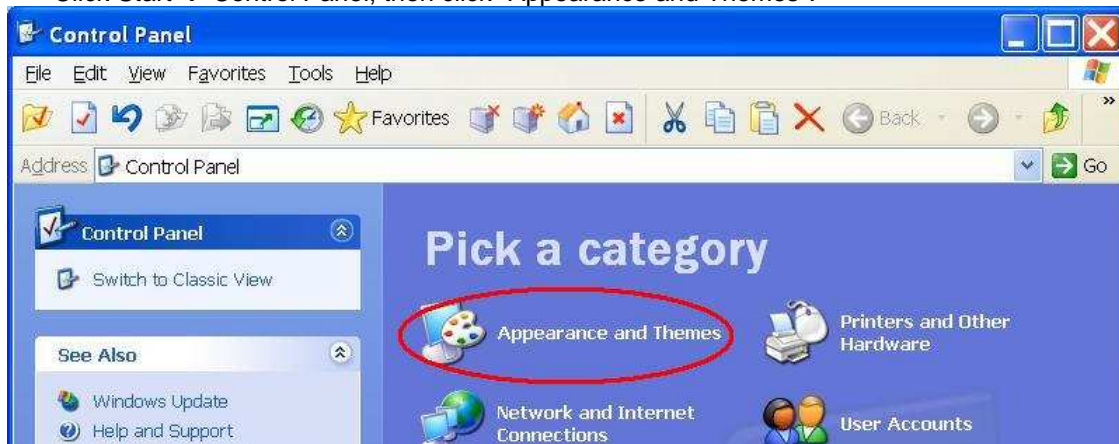 Control Panel
File Edit View Favorites Tools Help
Favorites Back »
Address Control Panel Go
Control Panel
Switch to Classic View
See Also
Windows Update
Help and Support
Pick a category
Appearance and Themes
Printers and Other
Hardware
Network and Internet
Connections
User Accounts